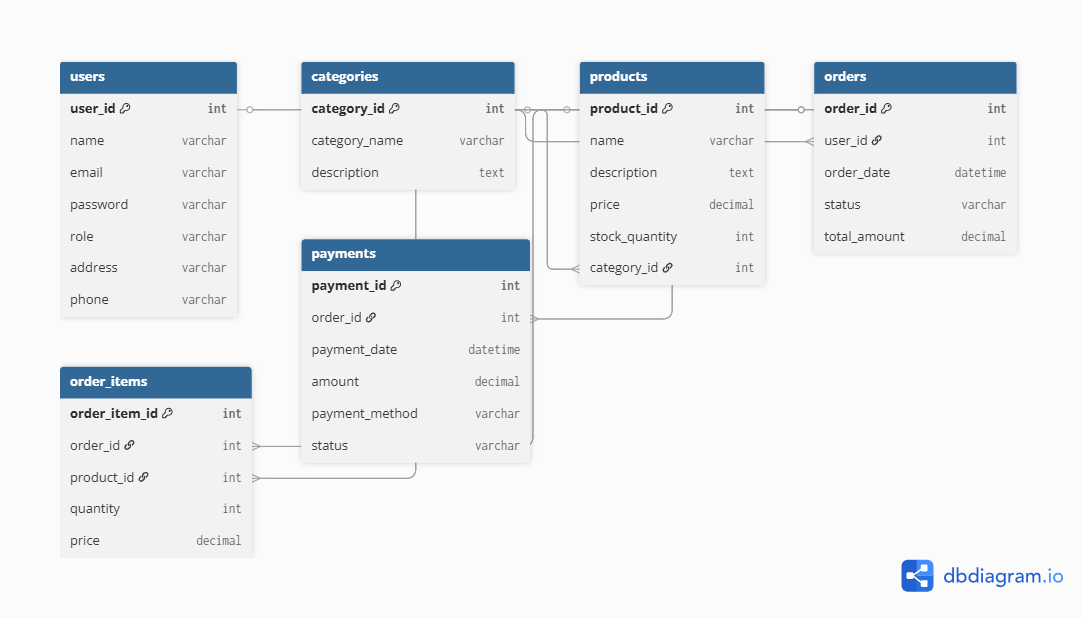 users
user_id int
name varchar
email varchar
password varchar
role varchar
address varchar
phone varchar
categories
category_id int
category_name varchar
description text
products
product_id int
name varchar
description text
price decimal
stock_quantity int
category_id int
orders
order_id int
user_id int
order_date datetime
status varchar
total_amount decimal
payments
payment_id int
order_id int
payment_date datetime
amount decimal
payment_method varchar
status varchar
order_items
order_item_id int
order_id int
product_id int
quantity int
price decimal
dbdiagram.io